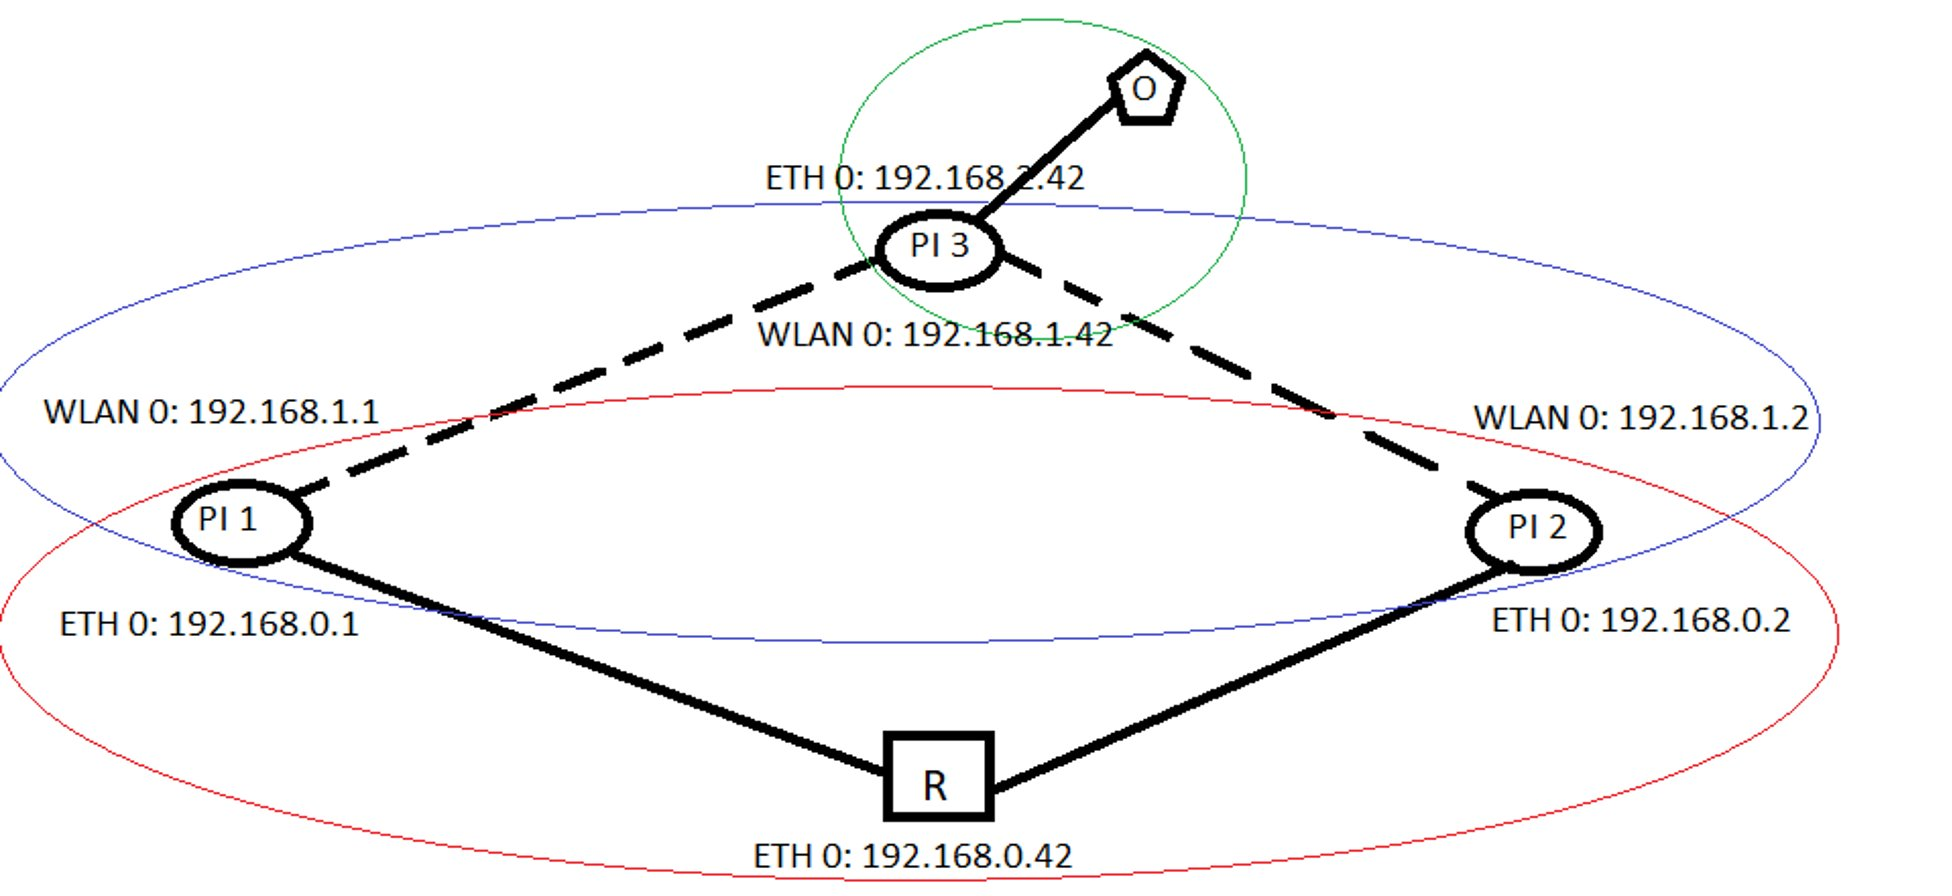 O
ETH 0: 192.168.2.42
PI 3
WLAN 0: 192.168.1.42
WLAN 0: 192.168.1.1
WLAN 0: 192.168.1.2
PI 1
PI 2
ETH 0: 192.168.0.1
ETH 0: 192.168.0.2
R
ETH 0: 192.168.0.42